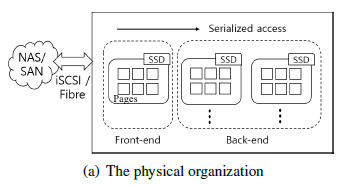 Serialized access
NAS/
SAN
iSCSI /
Fibre
SSD
SSD
SSD
Pages
Front-end
Back-end
(a) The physical organization